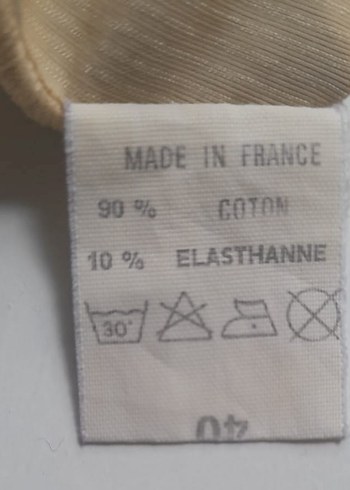 MADE IN FRANCE
90 % COTON
10 % ELASTHANNE
30°
40